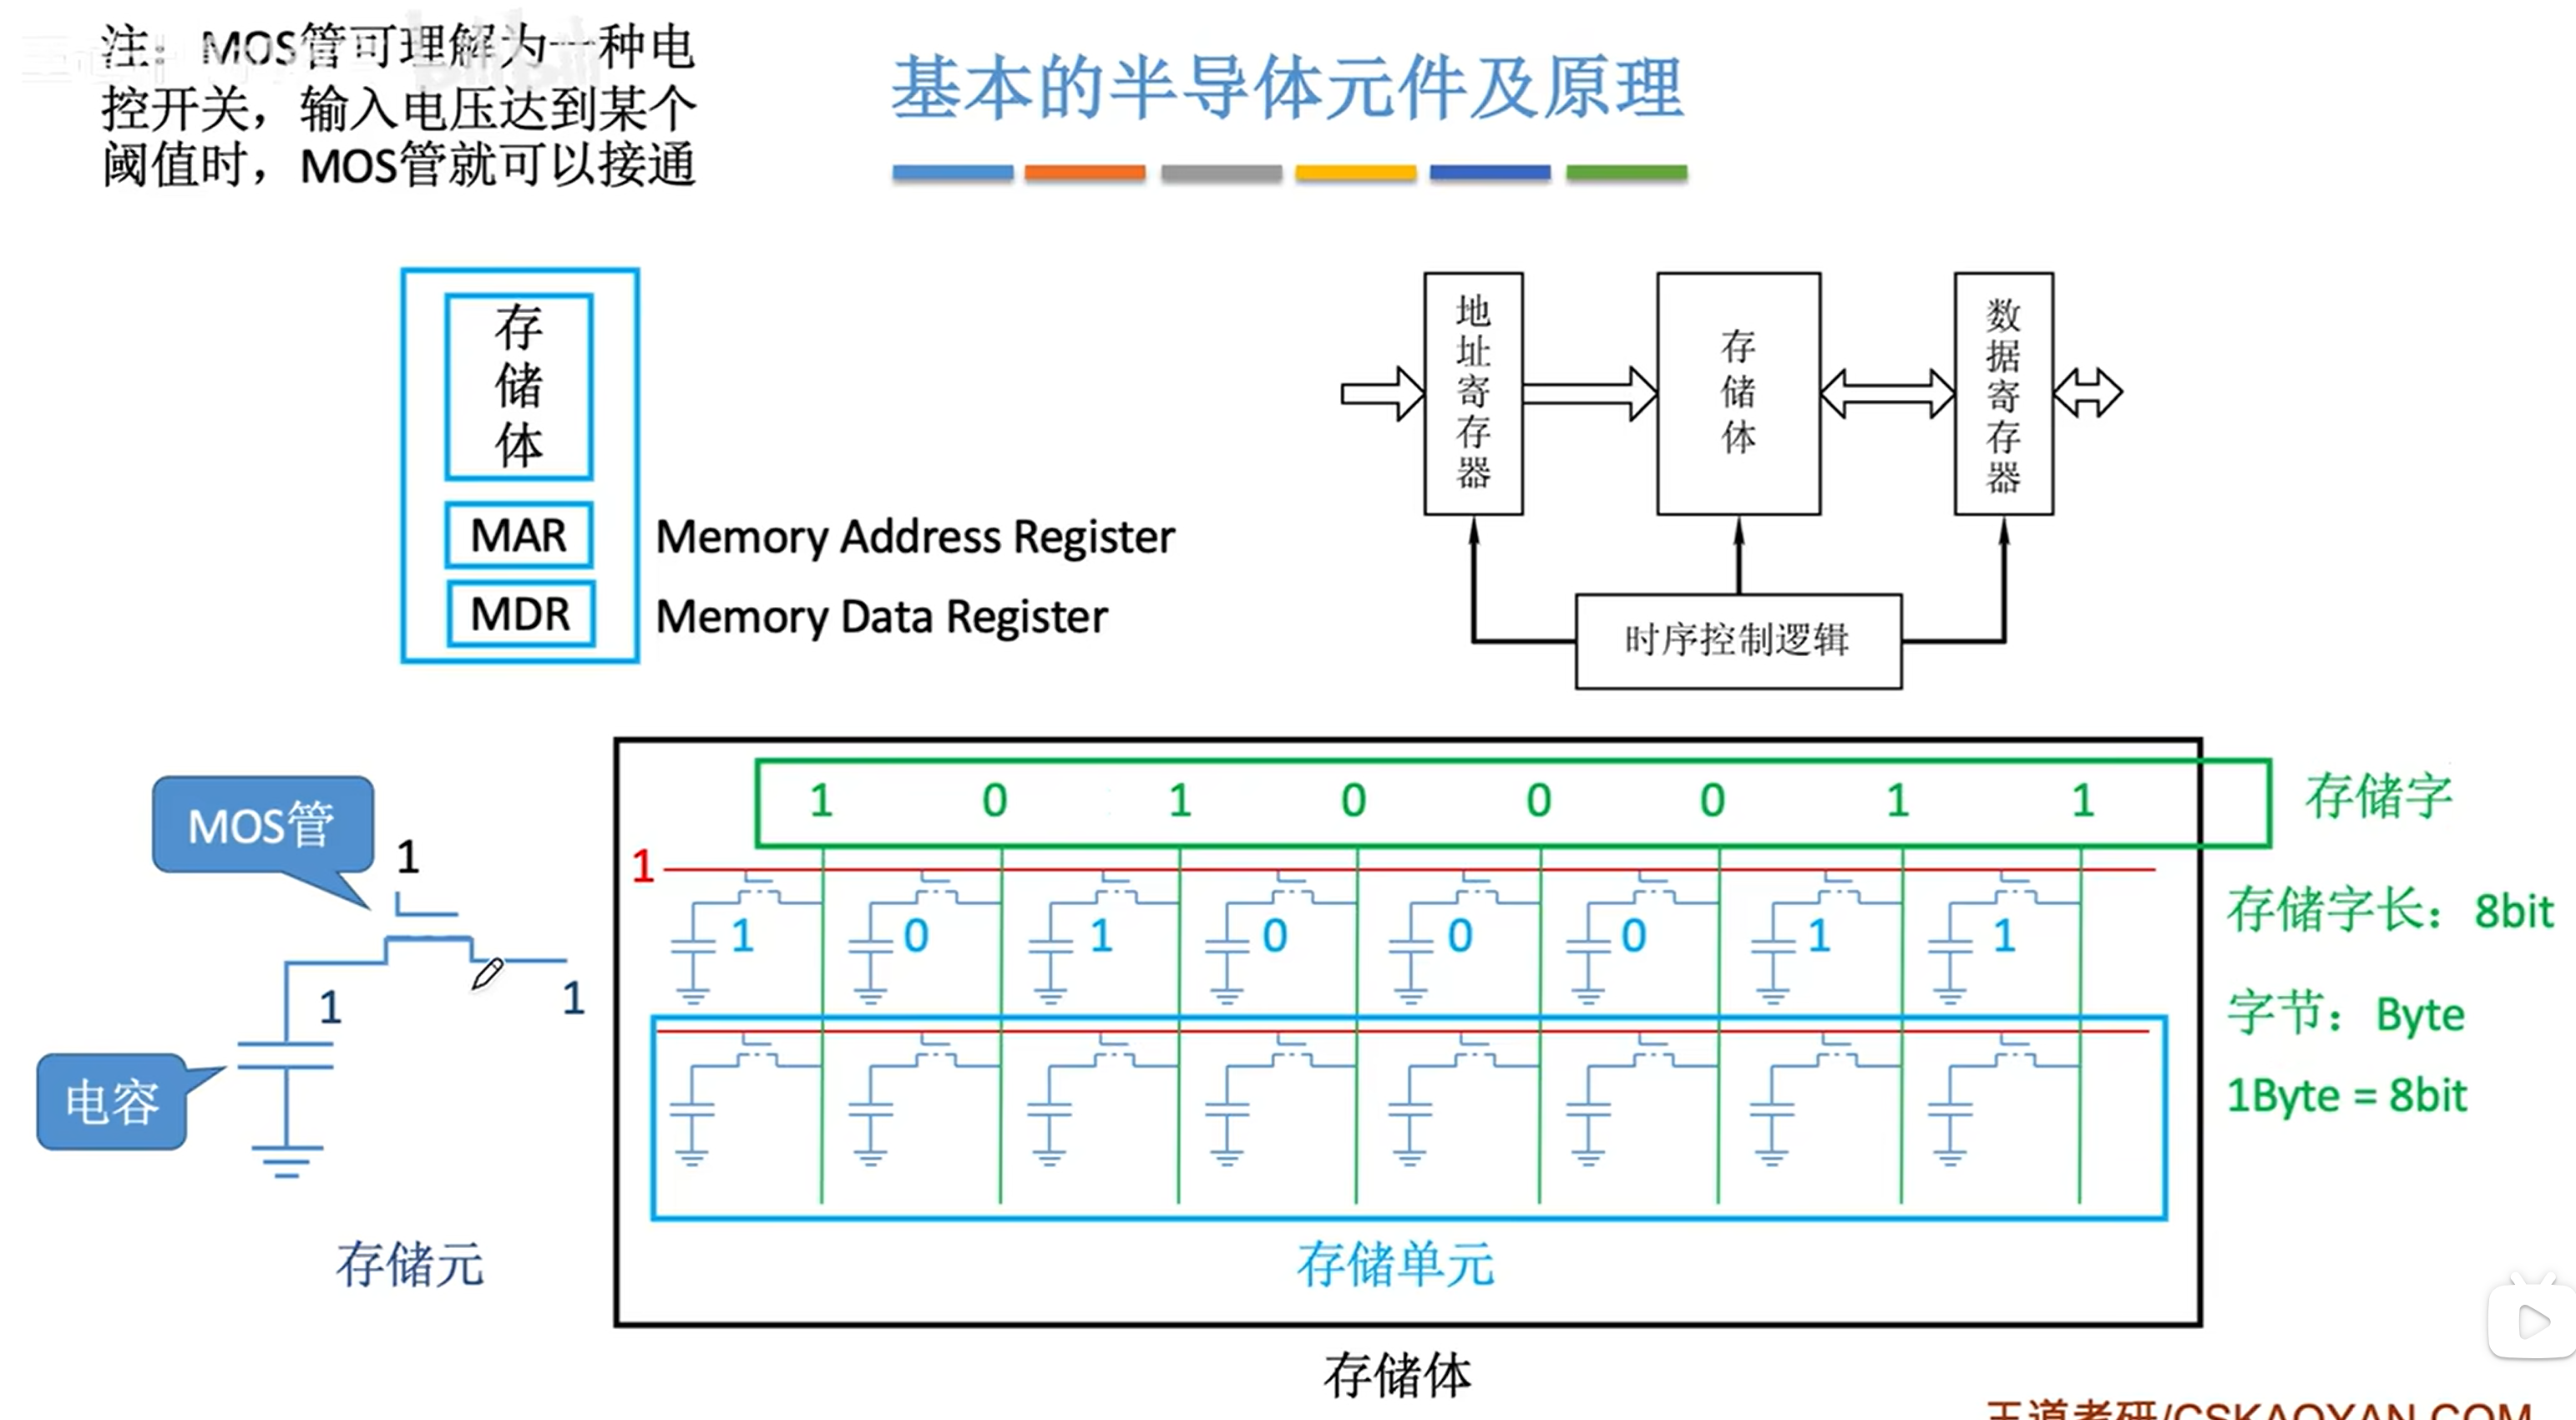 注：MOS管可理解为一种电
控开关，输入电压达到某个
阈值时，MOS管就可以接通
基本的半导体元件及原理
存储体
MAR
Memory Address Register
MDR
Memory Data Register
地址寄存器
存储体
数据寄存器
时序控制逻辑
MOS管
1
1
1
电容
存储元
1 0 1 0 0 0 1 1
存储字
1
1 0 1 0 0 0 1 1
存储字长：8bit
字节：Byte
1Byte = 8bit
存储单元
存储体
王道考研/CSKAOYAN.COM